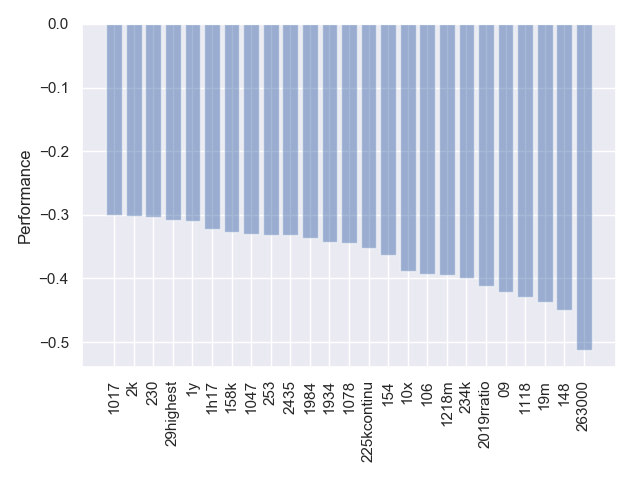 0.0
−0.1
−0.2
−0.3
−0.4
−0.5
Performance
1017
2k
230
29highest
1y
1h17
158k
1047
253
2435
1984
1934
1078
225kcontinu
154
10x
106
1218m
234k
2019rratio
09
1118
19m
148
263000